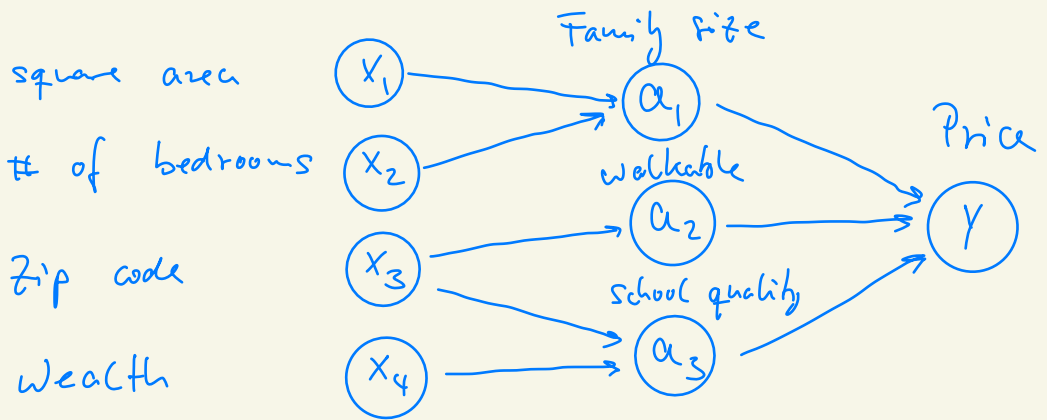 Family size
square area x₁ a₁
Price
# of bedrooms x₂
walkable
a₂ y
Zip code x₃
school quality
Wealth x₄ a₃